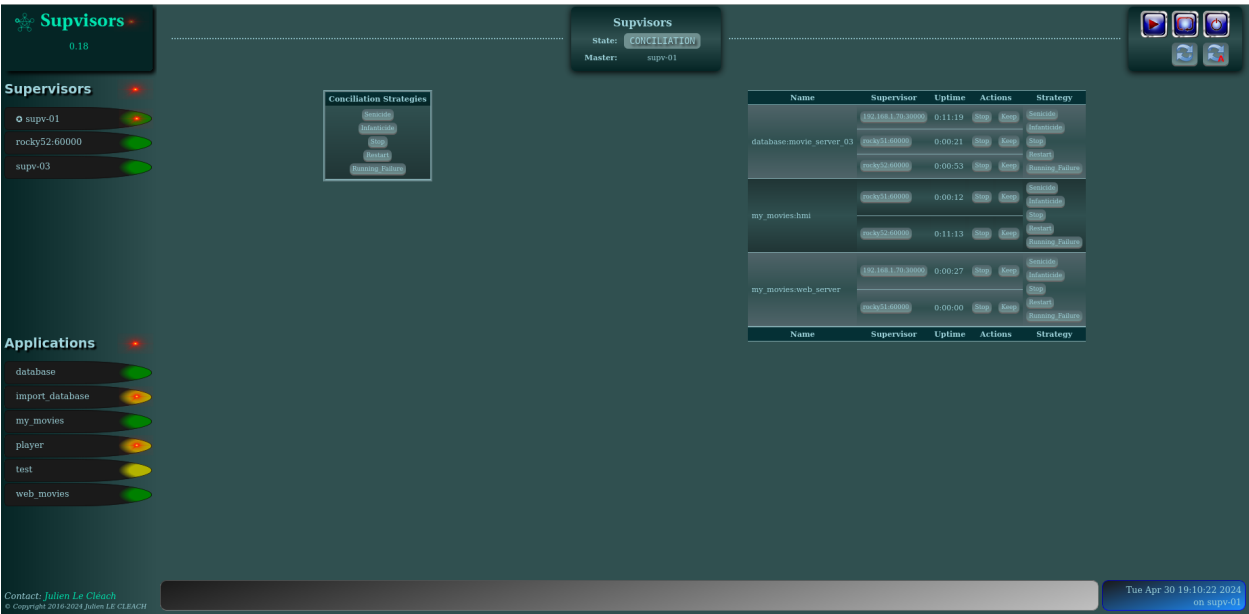 Supvisors
0.18
Supvisors
State: CONCILIATION
Master: supv-01
Supervisors
supv-01
rocky52:60000
supv-03
Conciliation Strategies
Senicide
Infanticide
Stop
Restart
Running_Failure
Name Supervisor Uptime Actions Strategy
database:movie_server_03
192.168.1.70:30000 0:11:19 Stop Keep
rocky51:60000 0:00:21 Stop Keep
rocky52:60000 0:00:53 Stop Keep
Senicide
Infanticide
Stop
Restart
Running_Failure
my_movies:hmi
rocky51:60000 0:00:12 Stop Keep
rocky52:60000 0:11:13 Stop Keep
Senicide
Infanticide
Stop
Restart
Running_Failure
my_movies:web_server
192.168.1.70:30000 0:00:27 Stop Keep
rocky51:60000 0:00:00 Stop Keep
Senicide
Infanticide
Stop
Restart
Running_Failure
Name Supervisor Uptime Actions Strategy
Applications
database
import_database
my_movies
player
test
web_movies
Contact: Julien Le Cléach
© Copyright 2016-2024 Julien LE CLEACH
Tue Apr 30 19:10:22 2024
on supv-01